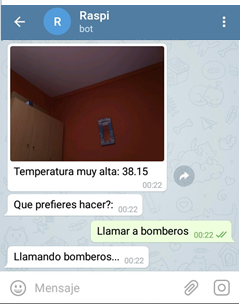 Raspi
R
bot
Temperatura muy alta: 38.15
00:22
Que prefieres hacer?: 00:22
Llamar a bomberos 00:22
Llamando bomberos... 00:22
Mensaje